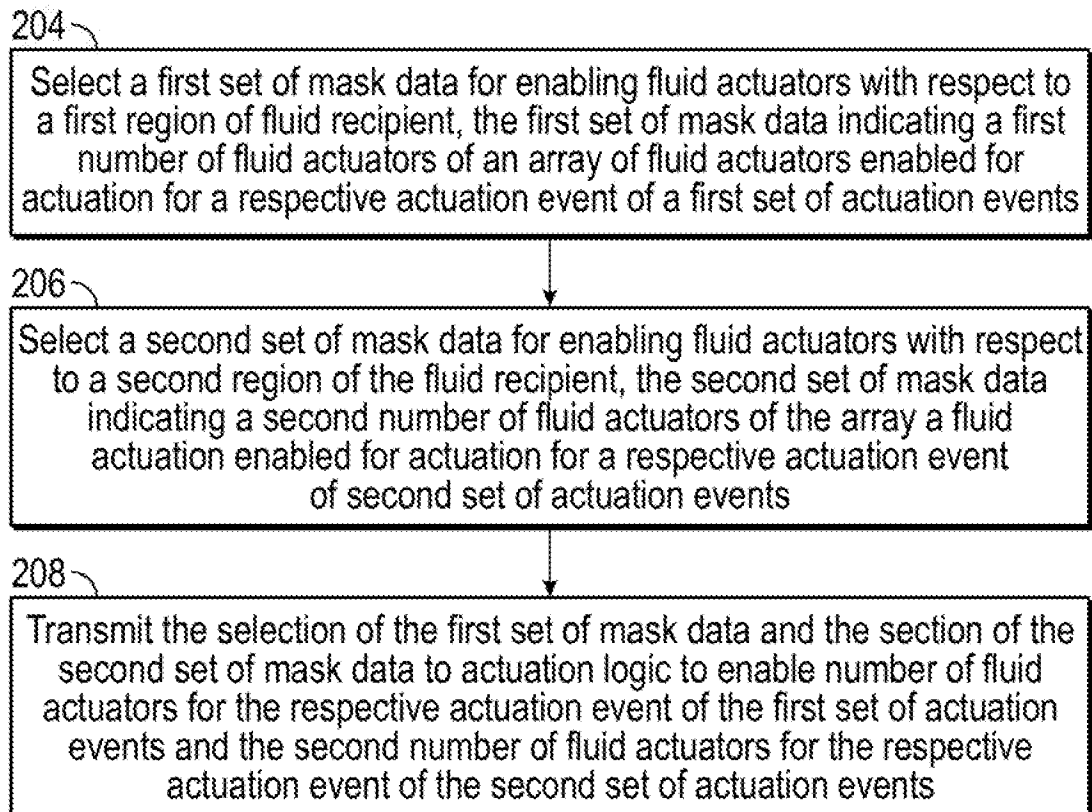 204
Select a first set of mask data for enabling fluid actuators with respect to
a first region of fluid recipient, the first set of mask data indicating a first
number of fluid actuators of an array of fluid actuators enabled for
actuation for a respective actuation event of a first set of actuation events
206
Select a second set of mask data for enabling fluid actuators with respect
to a second region of the fluid recipient, the second set of mask data
indicating a second number of fluid actuators of the array a fluid
actuation enabled for actuation for a respective actuation event
of second set of actuation events
208
Transmit the selection of the first set of mask data and the section of the
second set of mask data to actuation logic to enable number of fluid
actuators for the respective actuation event of the first set of actuation
events and the second number of fluid actuators for the respective
actuation event of the second set of actuation events